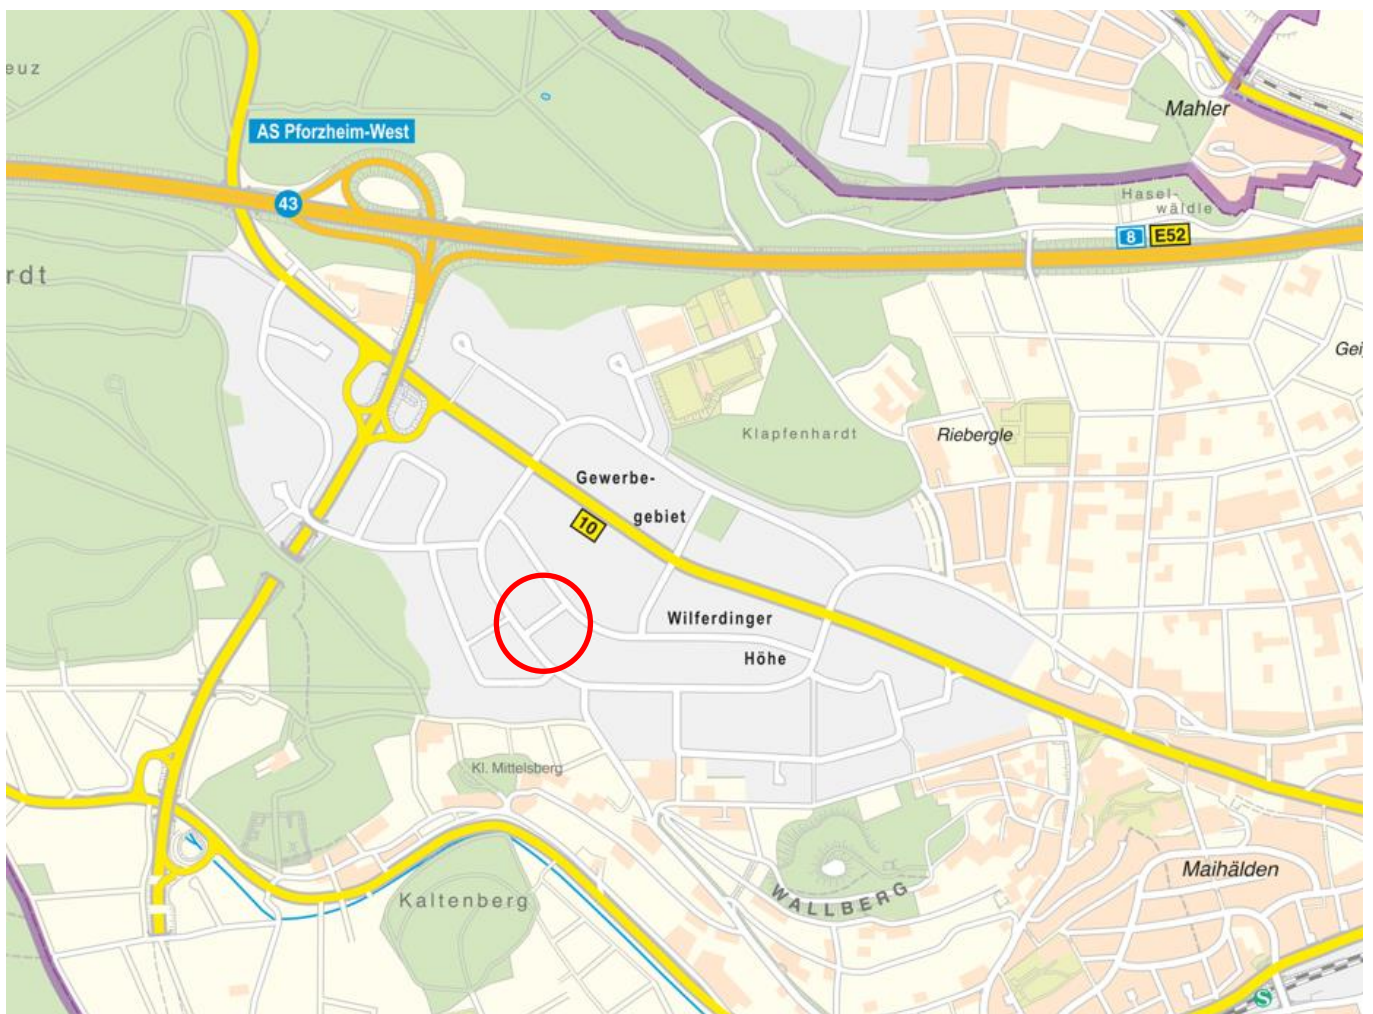 euz
AS Pforzheim-West
Mahler
43
Hasel-
wäldle
8 E52
rdt
Gei
Klapfenhardt
Riebergle
Gewerbe-
gebiet
10
Wilferdinger
Höhe
Kl. Mittelsberg
Maihälden
WALLBERG
Kaltenberg
S